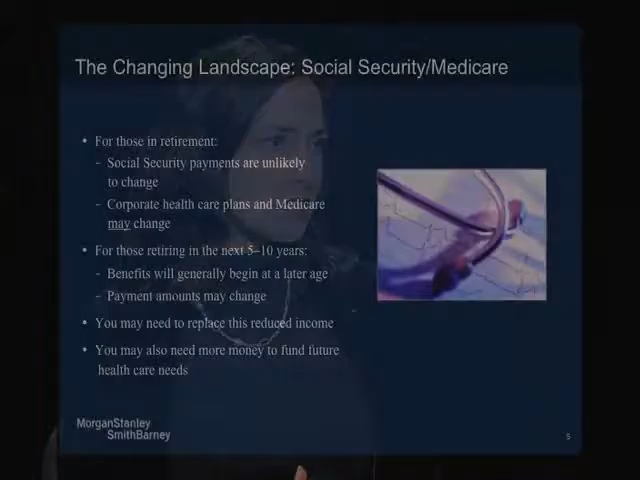 The Changing Landscape: Social Security/Medicare
• For those in retirement:
- Social Security payments are unlikely
to change
- Corporate health care plans and Medicare
may change
• For those retiring in the next 5–10 years:
- Benefits will generally begin at a later age
- Payment amounts may change
• You may need to replace this reduced income
• You may also need more money to fund future
health care needs
MorganStanley
SmithBarney
5